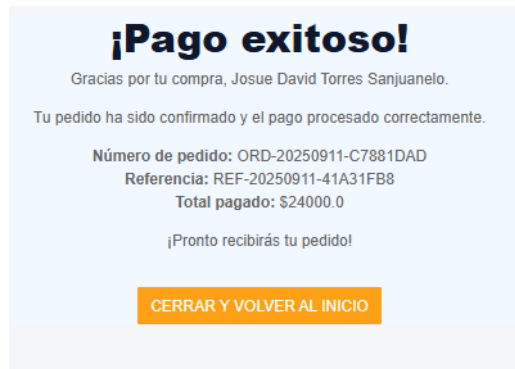 ¡Pago exitoso!
Gracias por tu compra, Josue David Torres Sanjuanelo.
Tu pedido ha sido confirmado y el pago procesado correctamente.
Número de pedido: ORD-20250911-C7881DAD
Referencia: REF-20250911-41A31FB8
Total pagado: $24000.0
¡Pronto recibirás tu pedido!
CERRAR Y VOLVER AL INICIO